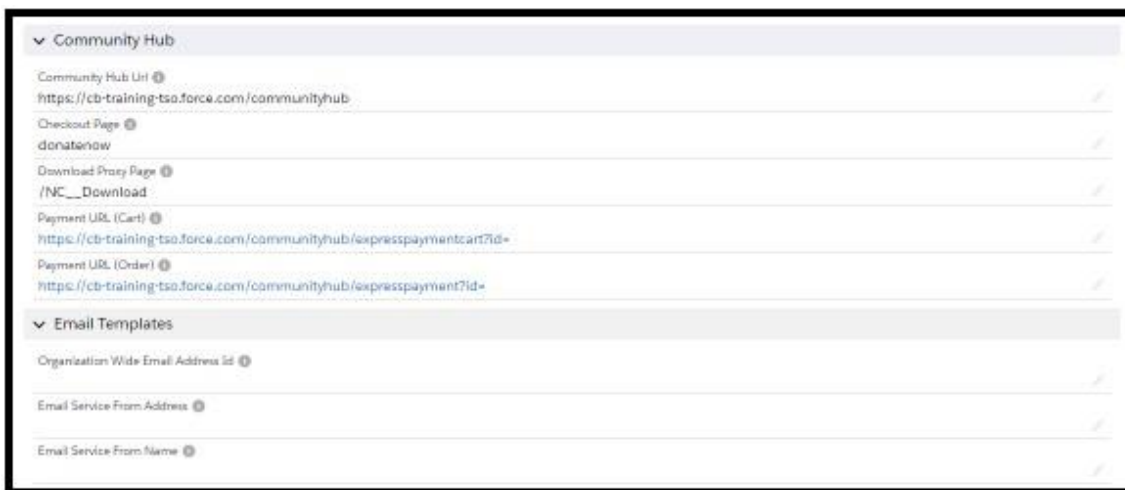 Community Hub
Community Hub Url
https://cb-training-tso.force.com/communityhub
Checkout Page
donatenow
Download Proxy Page
/NC__Download
Payment URL (Cart)
https://cb-training-tso.force.com/communityhub/expresspaymentcart?id=
Payment URL (Order)
https://cb-training-tso.force.com/communityhub/expresspayment?id=
Email Templates
Organization Wide Email Address Id
Email Service From Address
Email Service From Name